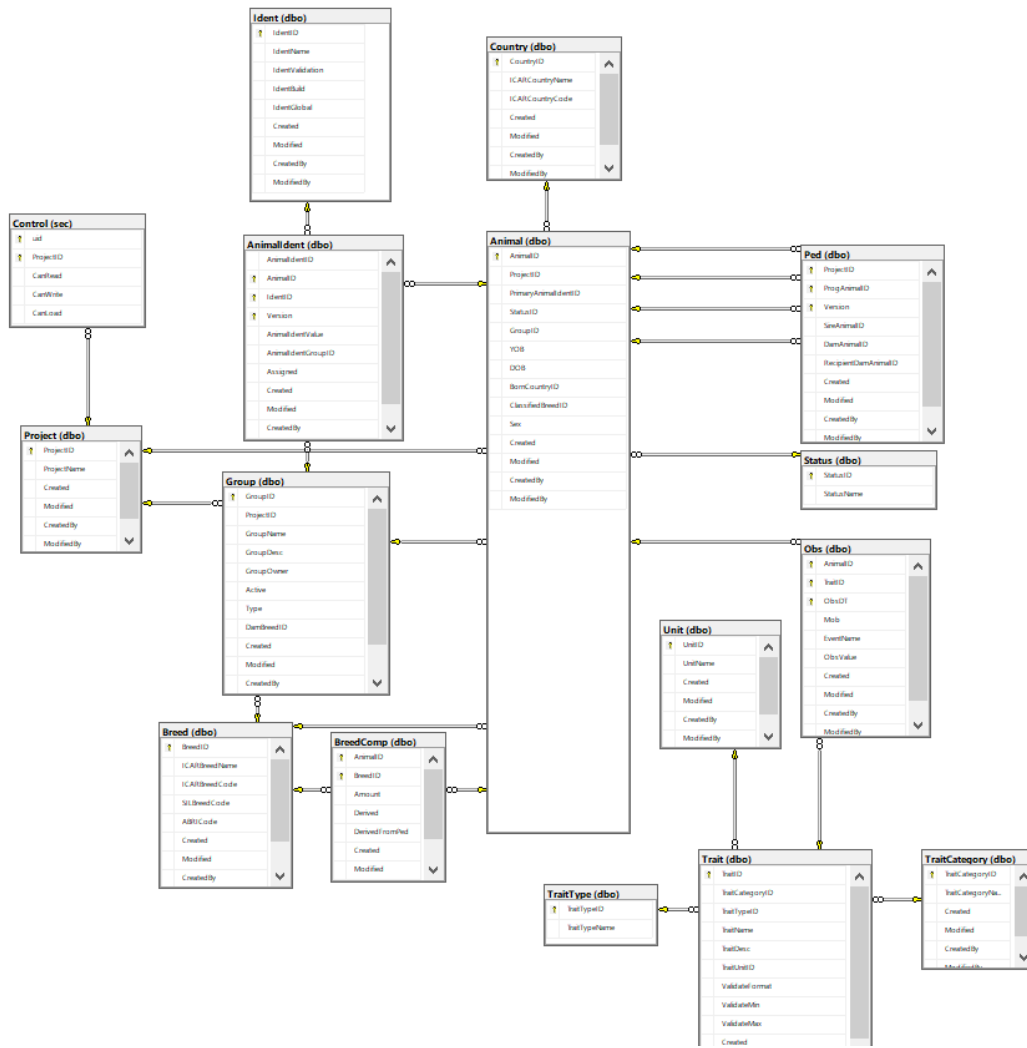 Ident (dbo)
IdentID
IdentName
IdentValidation
IdentBuild
IdentGlobal
Created
Modified
CreatedBy
ModifiedBy
Country (dbo)
CountryID
ICARCountryName
ICARCountryCode
Created
Modified
CreatedBy
ModifiedBy
Control (sec)
uid
ProjectID
CanRead
CanWrite
CanLoad
AnimalIdent (dbo)
AnimalIdentID
AnimalID
IdentID
Version
AnimalIdentValue
AnimalIdentGroupID
Assigned
Created
Modified
CreatedBy
Animal (dbo)
AnimalID
ProjectID
PrimaryAnimalIdentID
StatusID
GroupID
YOB
DOB
BornCountryID
ClassifiedBreedID
Sex
Created
Modified
CreatedBy
ModifiedBy
Ped (dbo)
ProjectID
ProgAnimalID
Version
SireAnimalID
DamAnimalID
RecipientDamAnimalID
Created
Modified
CreatedBy
ModifiedBy
Project (dbo)
ProjectID
ProjectName
Created
Modified
CreatedBy
ModifiedBy
Group (dbo)
GroupID
ProjectID
GroupName
GroupDesc
GroupOwner
Active
Type
DamBreedID
Created
Modified
CreatedBy
Status (dbo)
StatusID
StatusName
Obs (dbo)
AnimalID
TraitID
ObsDT
Mob
EventName
ObsValue
Created
Modified
CreatedBy
ModifiedBy
Unit (dbo)
UnitID
UnitName
Created
Modified
CreatedBy
ModifiedBy
Breed (dbo)
BreedID
ICARBreedName
ICARBreedCode
SILBreedCode
ABRICode
Created
Modified
CreatedBy
BreedComp (dbo)
AnimalID
BreedID
Amount
Derived
DerivedFromPed
Created
Modified
TraitType (dbo)
TraitTypeID
TraitTypeName
Trait (dbo)
TraitID
TraitCategoryID
TraitTypeID
TraitName
TraitDesc
TraitUnitID
ValidateFormat
ValidateMin
ValidateMax
Created
TraitCategory (dbo)
TraitCategoryID
TraitCategoryNa...
Created
Modified
CreatedBy
ModifiedBy